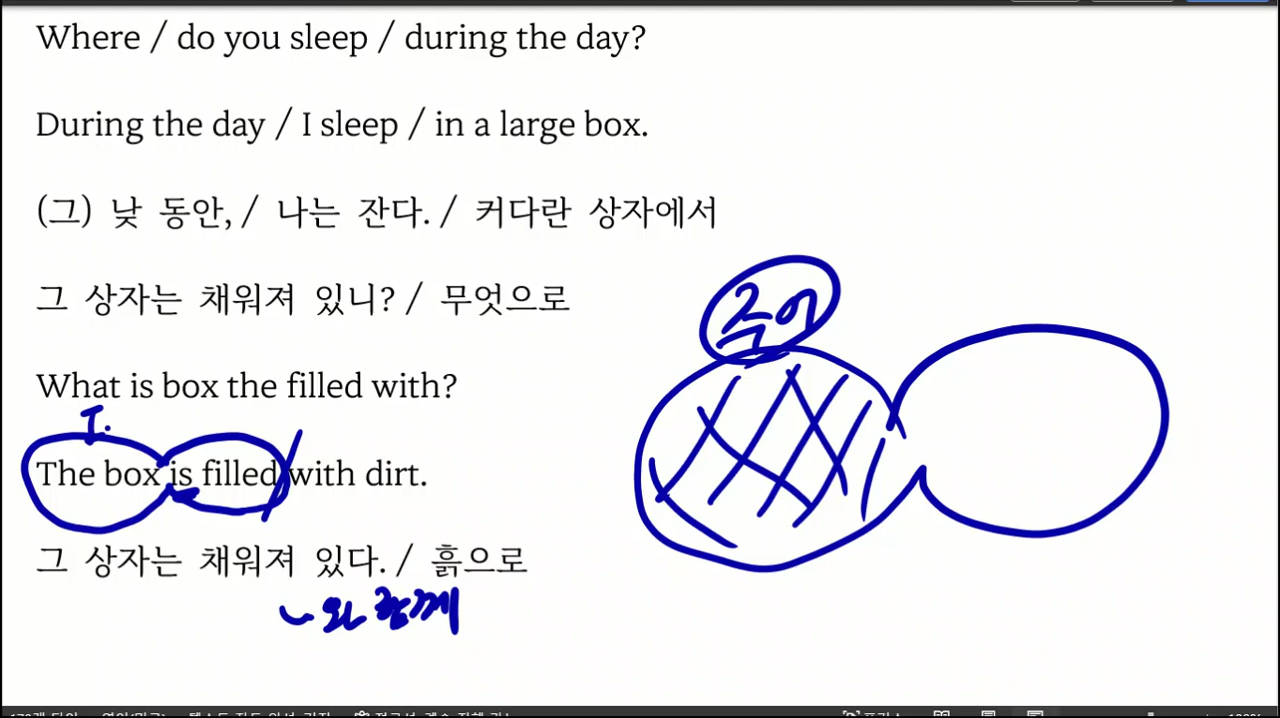 Where / do you sleep / during the day?
During the day / I sleep / in a large box.
(그) 낮 동안, / 나는 잔다. / 커다란 상자에서
그 상자는 채워져 있니? / 무엇으로
주어
What is box the filled with?
I.
The box is filled / with dirt.
그 상자는 채워져 있다. / 흙으로
~와 함께